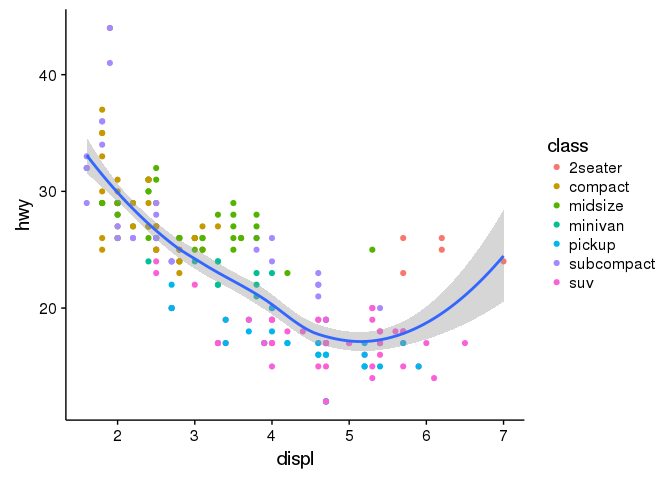 hwy
40
30
20
2 3 4 5 6 7
displ
class
2seater
compact
midsize
minivan
pickup
subcompact
suv